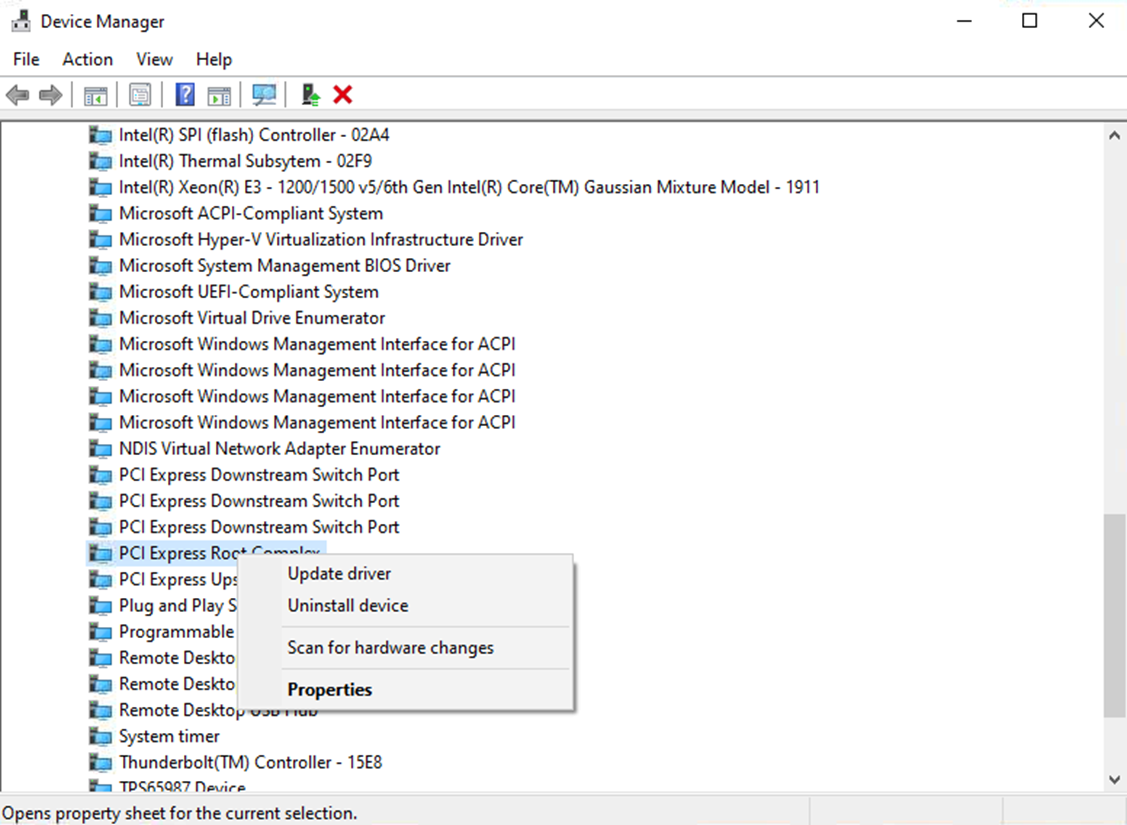 Device Manager
File Action View Help
Intel(R) SPI (flash) Controller - 02A4
Intel(R) Thermal Subsytem - 02F9
Intel(R) Xeon(R) E3 - 1200/1500 v5/6th Gen Intel(R) Core(TM) Gaussian Mixture Model - 1911
Microsoft ACPI-Compliant System
Microsoft Hyper-V Virtualization Infrastructure Driver
Microsoft System Management BIOS Driver
Microsoft UEFI-Compliant System
Microsoft Virtual Drive Enumerator
Microsoft Windows Management Interface for ACPI
Microsoft Windows Management Interface for ACPI
Microsoft Windows Management Interface for ACPI
Microsoft Windows Management Interface for ACPI
NDIS Virtual Network Adapter Enumerator
PCI Express Downstream Switch Port
PCI Express Downstream Switch Port
PCI Express Downstream Switch Port
PCI Express Root Complex
PCI Express Ups
Plug and Play S
Programmable
Remote Deskto
Remote Deskto
Remote Desktop USB Hub
System timer
Thunderbolt(TM) Controller - 15E8
TPS65987 Device
Update driver
Uninstall device
Scan for hardware changes
Properties
Opens property sheet for the current selection.